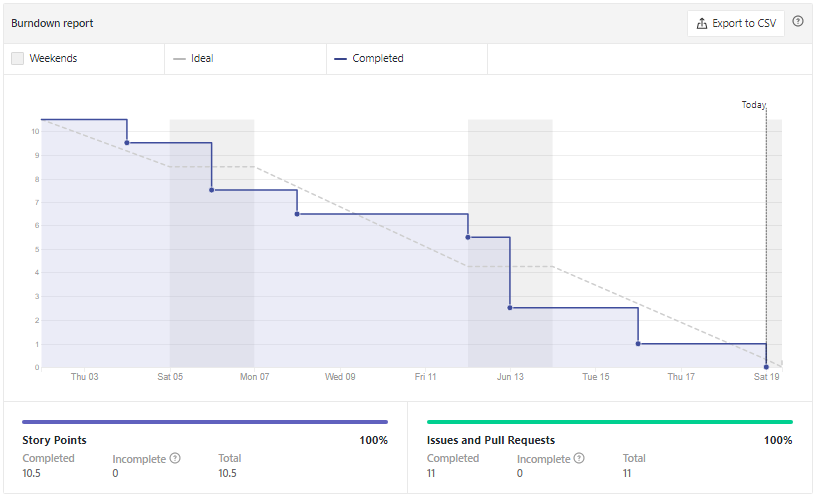 Burndown report
Export to CSV
Weekends
Ideal
Completed
Today
10
9
8
7
6
5
4
3
2
1
0
Thu 03
Sat 05
Mon 07
Wed 09
Fri 11
Jun 13
Tue 15
Thu 17
Sat 19
Story Points 100%
Completed Incomplete ? Total
10.5 0 10.5
Issues and Pull Requests 100%
Completed Incomplete ? Total
11 0 11